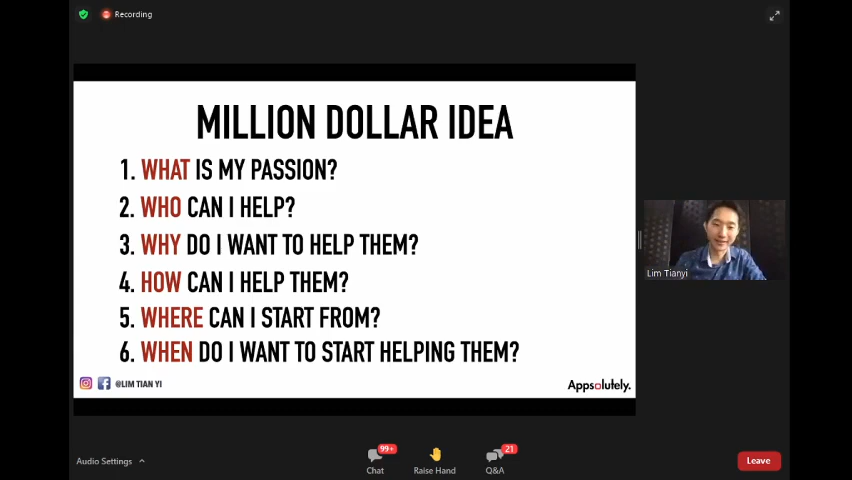 Recording
MILLION DOLLAR IDEA
1. WHAT IS MY PASSION?
2. WHO CAN I HELP?
3. WHY DO I WANT TO HELP THEM?
4. HOW CAN I HELP THEM?
5. WHERE CAN I START FROM?
6. WHEN DO I WANT TO START HELPING THEM?
@LIM TIAN YI
Appsolutely.
Lim Tianyi
Audio Settings
99+
Chat
Raise Hand
21
Q&A
Leave